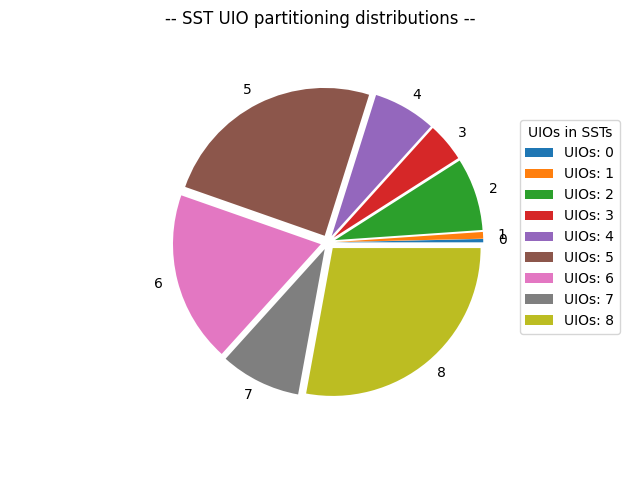 -- SST UIO partitioning distributions --
5
4
3
2
1
0
6
7
8
UIOs in SSTs
UIOs: 0
UIOs: 1
UIOs: 2
UIOs: 3
UIOs: 4
UIOs: 5
UIOs: 6
UIOs: 7
UIOs: 8